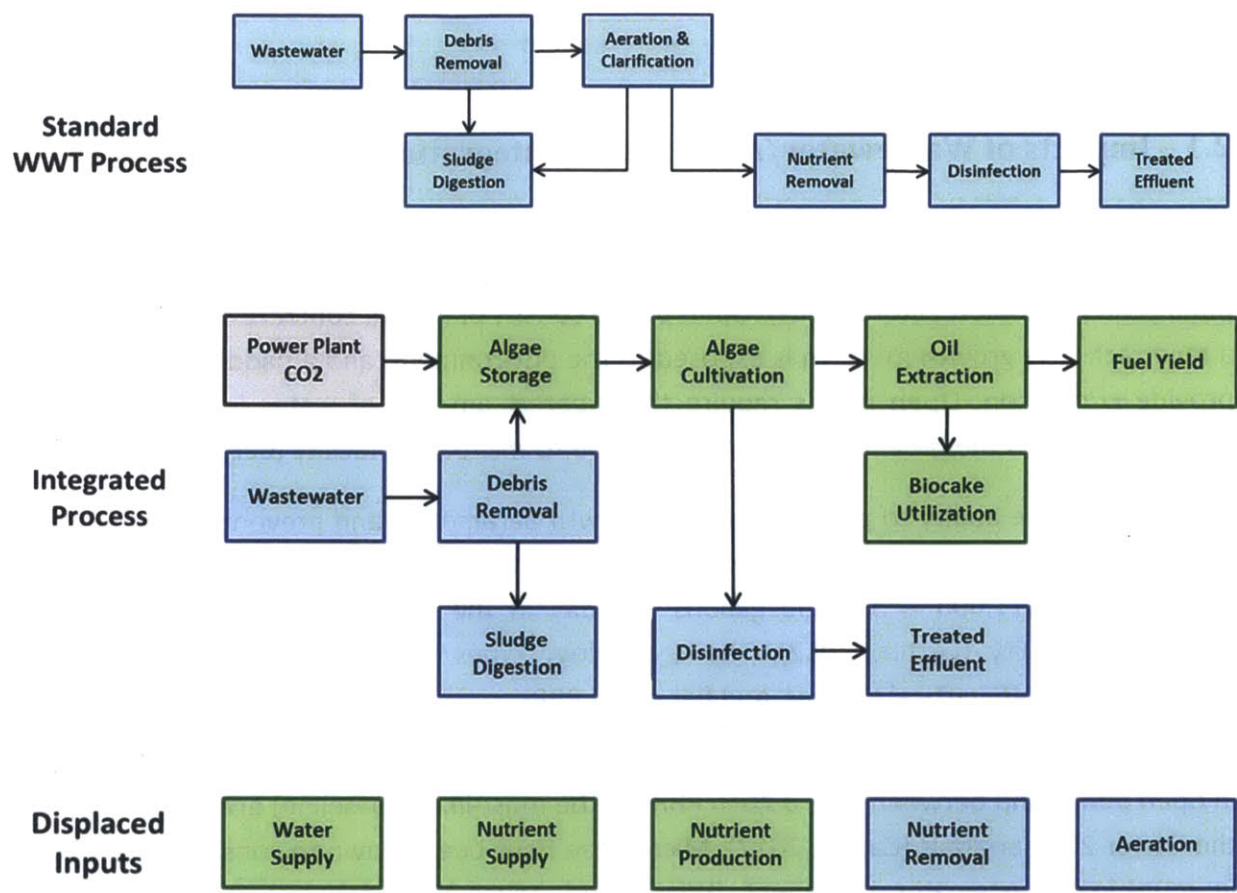 Wastewater
Debris
Removal
Aeration &
Clarification
Standard
WWT Process
Sludge
Digestion
Nutrient
Removal
Disinfection
Treated
Effluent
Power Plant
CO2
Algae
Storage
Algae
Cultivation
Oil
Extraction
Fuel Yield
Integrated
Process
Wastewater
Debris
Removal
Biocake
Utilization
Sludge
Digestion
Disinfection
Treated
Effluent
Displaced
Inputs
Water
Supply
Nutrient
Supply
Nutrient
Production
Nutrient
Removal
Aeration